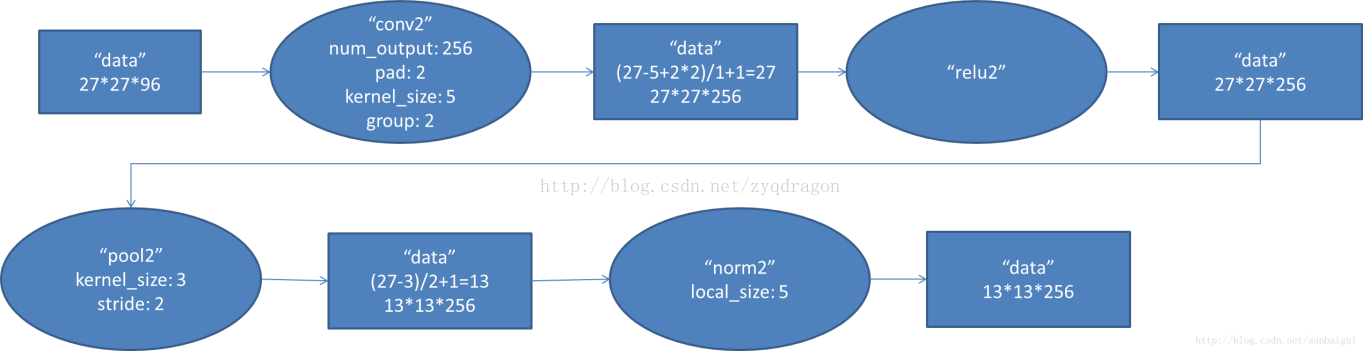 “data”
27*27*96
“conv2”
num_output: 256
pad: 2
kernel_size: 5
group: 2
“data”
(27-5+2*2)/1+1=27
27*27*256
“relu2”
“data”
27*27*256
http://blog.csdn.net/zyqdragon
“pool2”
kernel_size: 3
stride: 2
“data”
(27-3)/2+1=13
13*13*256
“norm2”
local_size: 5
“data”
13*13*256
http://blog.csdn.net/sunbaigui